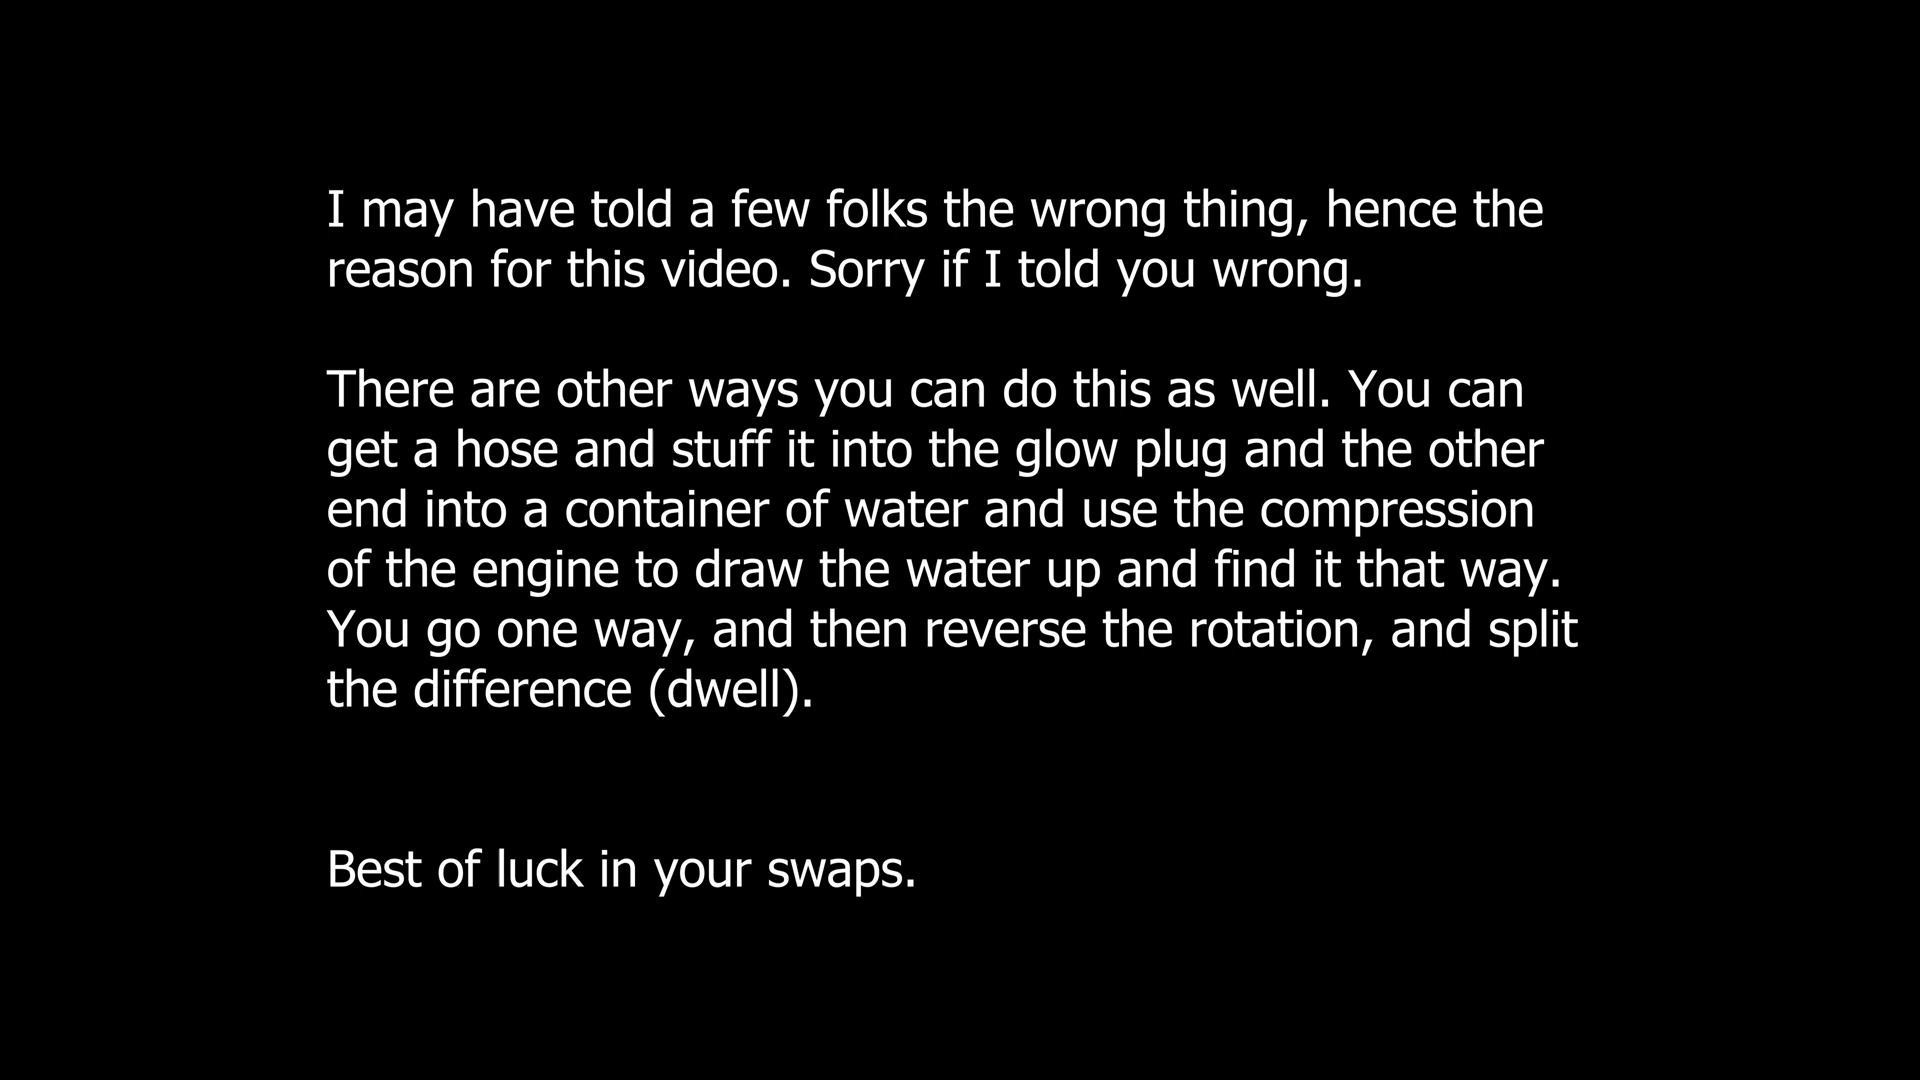 I may have told a few folks the wrong thing, hence the
reason for this video. Sorry if I told you wrong.
There are other ways you can do this as well. You can
get a hose and stuff it into the glow plug and the other
end into a container of water and use the compression
of the engine to draw the water up and find it that way.
You go one way, and then reverse the rotation, and split
the difference (dwell).
Best of luck in your swaps.